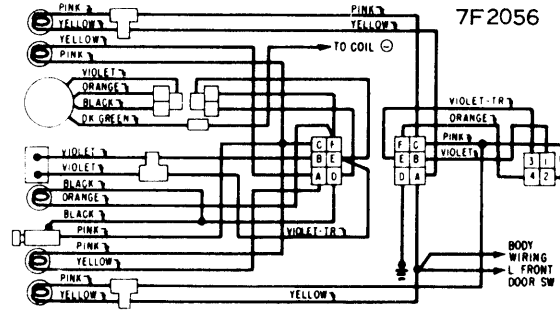 PINK
YELLOW
YELLOW
PINK
PINK
YELLOW
7F2056
TO COIL ⊖
VIOLET
ORANGE
BLACK
DK GREEN
VIOLET-TR
ORANGE
PINK
VIOLET
C F
B E
A D
F C
E B
D A
3 1
4 2
VIOLET
VIOLET
BLACK
ORANGE
BLACK
PINK
VIOLET-TR
PINK
YELLOW
BODY
WIRING
L FRONT
DOOR SW
PINK
YELLOW
YELLOW